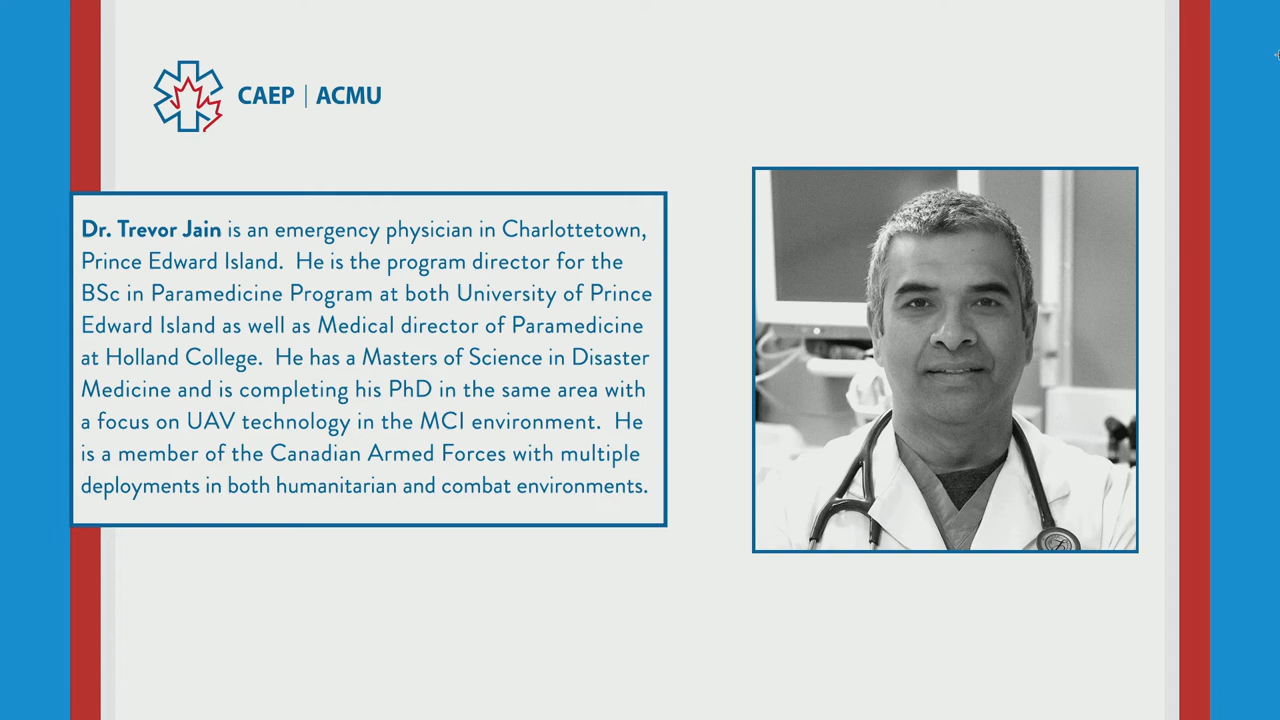 CAEP | ACMU
Dr. Trevor Jain is an emergency physician in Charlottetown,
Prince Edward Island.  He is the program director for the
BSc in Paramedicine Program at both University of Prince
Edward Island as well as Medical director of Paramedicine
at Holland College.  He has a Masters of Science in Disaster
Medicine and is completing his PhD in the same area with
a focus on UAV technology in the MCI environment.  He
is a member of the Canadian Armed Forces with multiple
deployments in both humanitarian and combat environments.